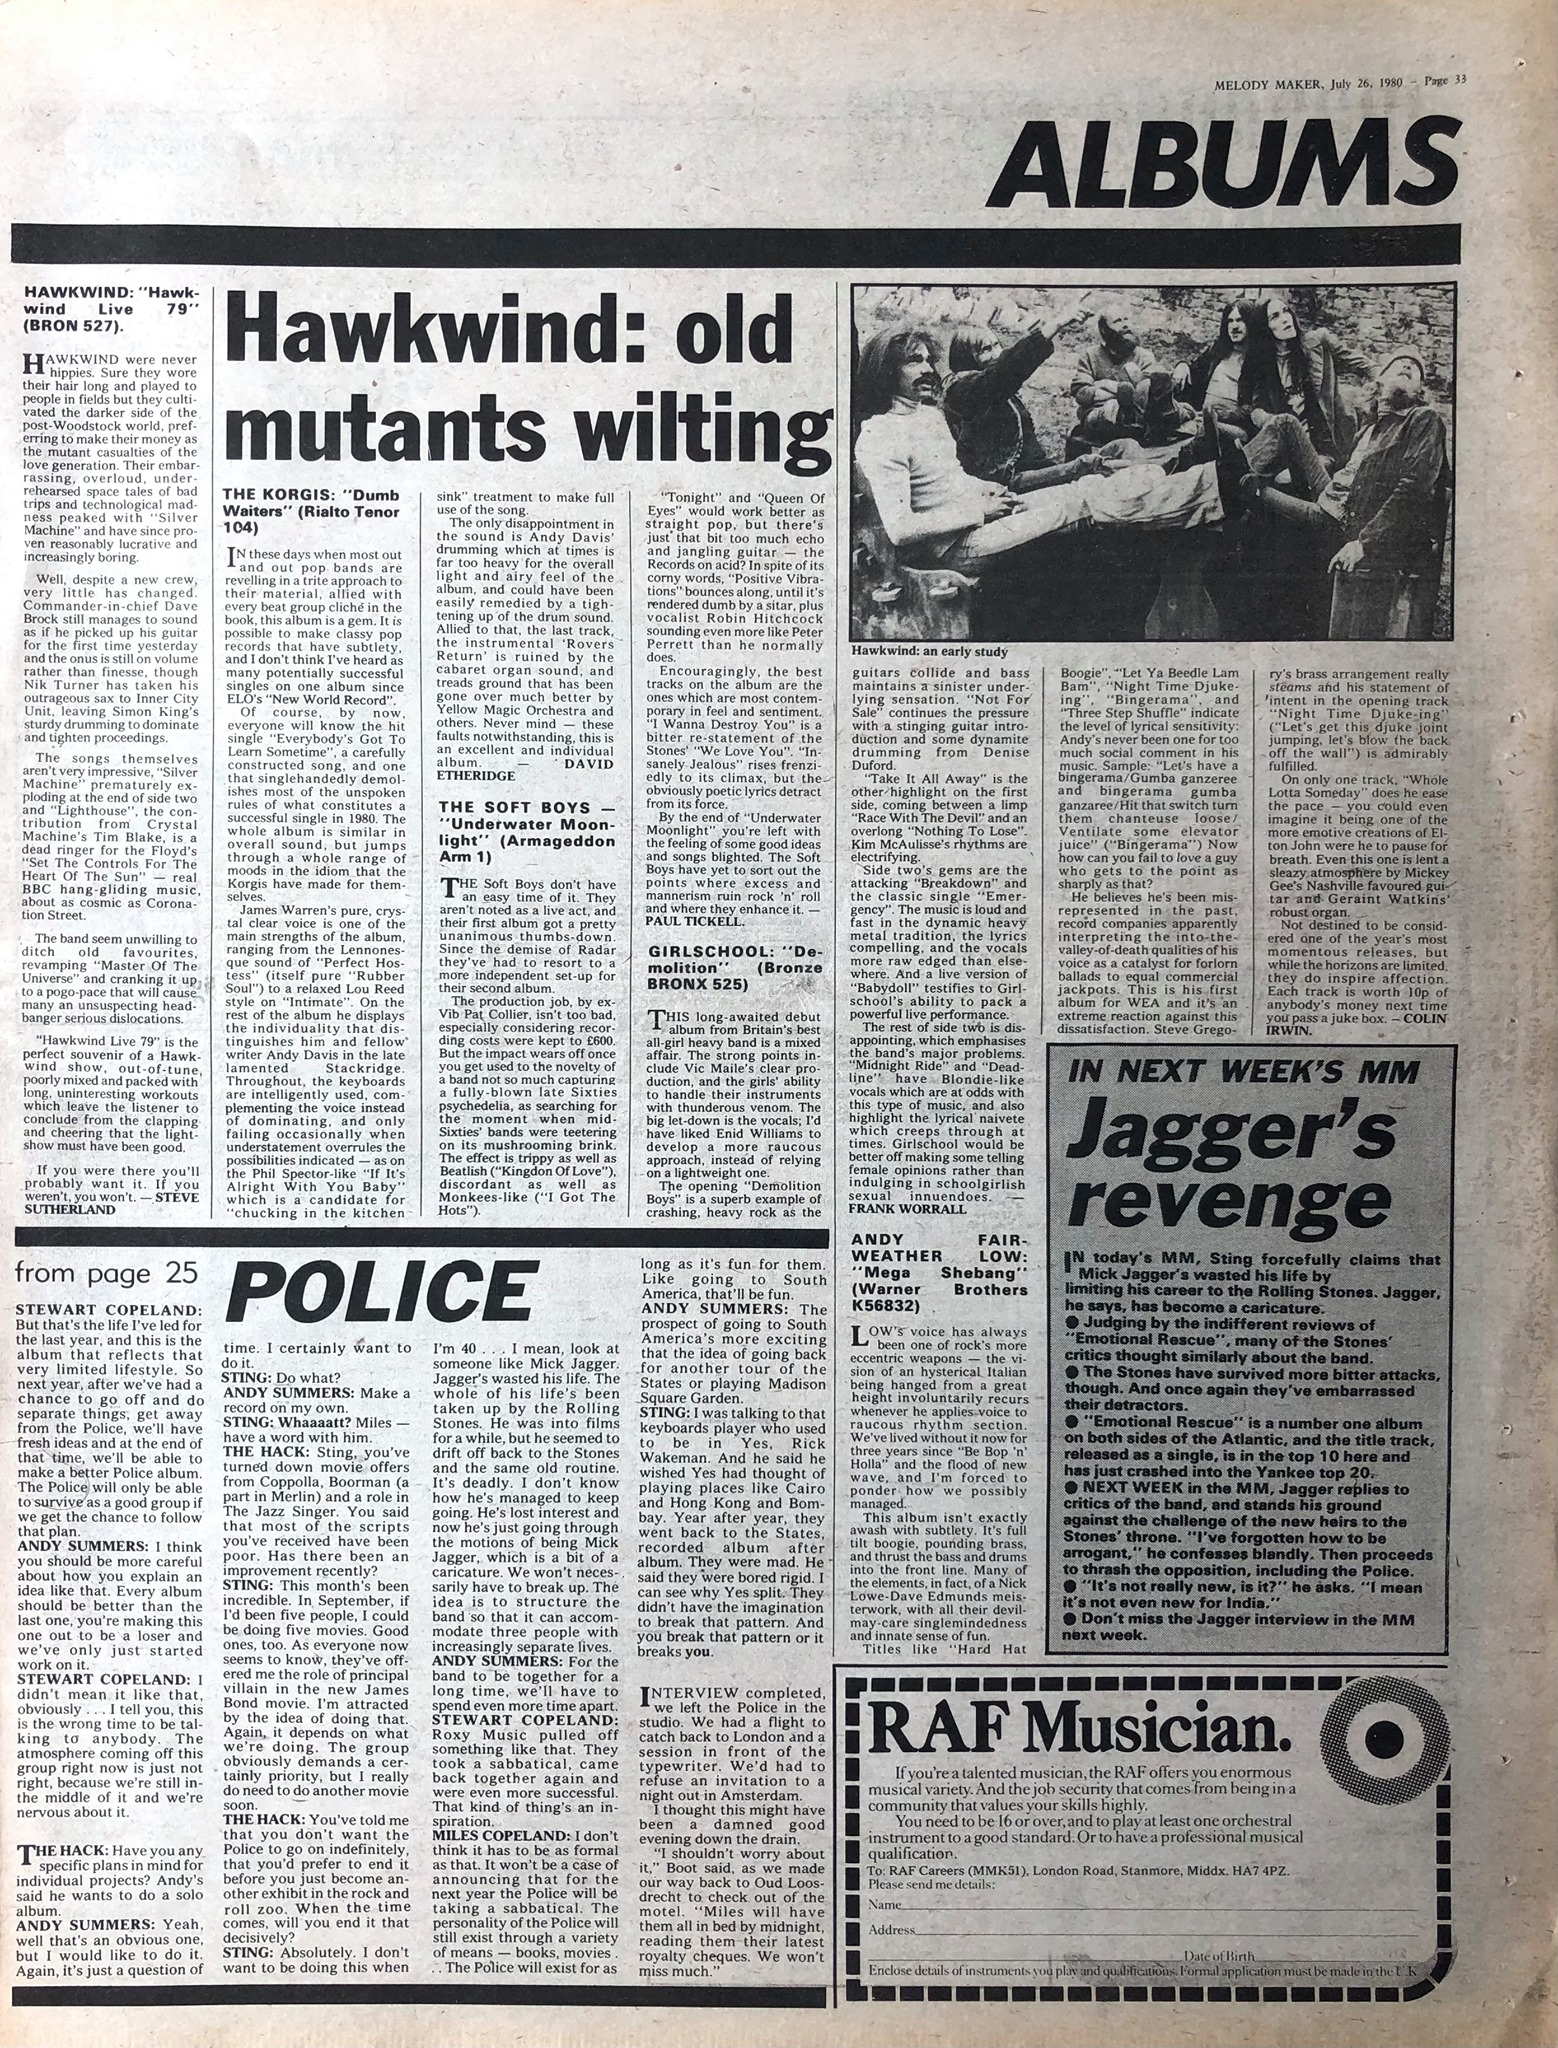 MELODY MAKER, July 26, 1980 — Page 33
ALBUMS
HAWKWIND: "Hawk-
wind Live 79"
(BRON 527).
HAWKWIND were never
hippies. Sure they wore
their hair long and played to
people in fields but they culti-
vated the darker side of the
post-Woodstock world, pref-
erring to make their money as
the mutant casualties of the
love generation. Their embar-
rassing, overloud, under-
rehearsed space tales of bad
trips and technological mad-
ness peaked with "Silver
Machine" and have since pro-
ven reasonably lucrative and
increasingly boring.
Well, despite a new crew,
very little has changed.
Commander-in-chief Dave
Brock still manages to sound
as if he picked up his guitar
for the first time yesterday
and the onus is still on volume
rather than finesse, though
Nik Turner has taken his
outrageous sax to Inner City
Unit, leaving Simon King's
sturdy drumming to dominate
and tighten proceedings.
The songs themselves
aren't very impressive, "Silver
Machine" prematurely ex-
ploding at the end of side two
and "Lighthouse", the con-
tribution from Crystal
Machine's Tim Blake, is a
dead ringer for the Floyd's
"Set The Controls For The
Heart Of The Sun" — real
BBC hang-gliding music,
about as cosmic as Corona-
tion Street.
The band seem unwilling to
ditch old favourites,
revamping "Master Of The
Universe" and cranking it up
to a pogo-pace that will cause
many an unsuspecting head-
banger serious dislocations.
"Hawkwind Live 79" is the
perfect souvenir of a Hawk-
wind show, out-of-tune,
poorly mixed and packed with
long, uninteresting workouts
which leave the listener to
conclude from the clapping
and cheering that the light-
show must have been good.
If you were there you'll
probably want it. If you
weren't, you won't. — STEVE
SUTHERLAND
Hawkwind: old
mutants wilting
THE KORGIS: "Dumb
Waiters" (Rialto Tenor
104)
IN these days when most out
and out pop bands are
revelling in a trite approach to
their material, allied with
every beat group cliché in the
book, this album is a gem. It is
possible to make classy pop
records that have subtlety,
and I don't think I've heard as
many potentially successful
singles on one album since
ELO's "New World Record".
Of course, by now,
everyone will know the hit
single "Everybody's Got To
Learn Sometime", a carefully
constructed song, and one
that singlehandedly demol-
ishes most of the unspoken
rules of what constitutes a
successful single in 1980. The
whole album is similar in
overall sound, but jumps
through a whole range of
moods in the idiom that the
Korgis have made for them-
selves.
James Warren's pure, crys-
tal clear voice is one of the
main strengths of the album,
ranging from the Lennones-
que sound of "Perfect Hos-
tess" (itself pure "Rubber
Soul") to a relaxed Lou Reed
style on "Intimate". On the
rest of the album he displays
the individuality that dis-
tinguishes him and fellow
writer Andy Davis in the late
lamented Stackridge.
Throughout, the keyboards
are intelligently used, com-
plementing the voice instead
of dominating, and only
failing occasionally when
understatement overrules the
possibilities indicated — as on
the Phil Spector-like "If It's
Alright With You Baby"
which is a candidate for
"chucking in the kitchen
sink" treatment to make full
use of the song.
The only disappointment in
the sound is Andy Davis'
drumming which at times is
far too heavy for the overall
light and airy feel of the
album, and could have been
easily remedied by a tigh-
tening up of the drum sound.
Allied to that, the last track,
the instrumental 'Rovers
Return' is ruined by the
cabaret organ sound, and
treads ground that has been
gone over much better by
Yellow Magic Orchestra and
others. Never mind — these
faults notwithstanding, this is
an excellent and individual
album. — DAVID
ETHERIDGE
THE SOFT BOYS —
"Underwater Moon-
light" (Armageddon
Arm 1)
THE Soft Boys don't have
an easy time of it. They
aren't noted as a live act, and
their first album got a pretty
unanimous thumbs-down.
Since the demise of Radar
they've had to resort to a
more independent set-up for
their second album.
The production job, by ex-
Vib Pat Collier, isn't too bad,
especially considering recor-
ding costs were kept to £600.
But the impact wears off once
you get used to the novelty of
a band not so much capturing
a fully-blown late Sixties
psychedelia, as searching for
the moment when mid-
Sixties' bands were teetering
on its mushrooming brink.
The effect is trippy as well as
Beatlish ("Kingdon Of Love"),
discordant as well as
Monkees-like ("I Got The
Hots").
"Tonight" and "Queen Of
Eyes" would work better as
straight pop, but there's
just that bit too much echo
and jangling guitar — the
Records on acid? In spite of its
corny words, "Positive Vibra-
tions" bounces along, until it's
rendered dumb by a sitar, plus
vocalist Robin Hitchcock
sounding even more like Peter
Perrett than he normally
does.
Encouragingly, the best
tracks on the album are the
ones which are most contem-
porary in feel and sentiment.
"I Wanna Destroy You" is a
bitter re-statement of the
Stones' "We Love You". "In-
sanely Jealous" rises frenzi-
edly to its climax, but the
obviously poetic lyrics detract
from its force.
By the end of "Underwater
Moonlight" you're left with
the feeling of some good ideas
and songs blighted. The Soft
Boys have yet to sort out the
points where excess and
mannerism ruin rock 'n' roll
and where they enhance it. —
PAUL TICKELL.
GIRLSCHOOL: "De-
molition" (Bronze
BRONX 525)
THIS long-awaited debut
album from Britain's best
all-girl heavy band is a mixed
affair. The strong points in-
clude Vic Maile's clear pro-
duction, and the girls' ability
to handle their instruments
with thunderous venom. The
big let-down is the vocals; I'd
have liked Enid Williams to
develop a more raucous
approach, instead of relying
on a lightweight one.
The opening "Demolition
Boys" is a superb example of
crashing, heavy rock as the
Hawkwind: an early study
guitars collide and bass
maintains a sinister under-
lying sensation. "Not For
Sale" continues the pressure
with a stinging guitar intro-
duction and some dynamite
drumming from Denise
Duford.
"Take It All Away" is the
other highlight on the first
side, coming between a limp
"Race With The Devil" and an
overlong "Nothing To Lose".
Kim McAulisse's rhythms are
electrifying.
Side two's gems are the
attacking "Breakdown" and
the classic single "Emer-
gency". The music is loud and
fast in the dynamic heavy
metal tradition, the lyrics
compelling, and the vocals
more raw edged than else-
where. And a live version of
"Babydoll" testifies to Girl-
school's ability to pack a
powerful live performance.
The rest of side two is dis-
appointing, which emphasises
the band's major problems.
"Midnight Ride" and "Dead-
line" have Blondie-like
vocals which are at odds with
this type of music, and also
highlight the lyrical naivete
which creeps through at
times. Girlschool would be
better off making some telling
female opinions rather than
indulging in schoolgirlish
sexual innuendoes. —
FRANK WORRALL
ANDY FAIR-
WEATHER LOW:
"Mega Shebang"
(Warner Brothers
K56832)
LOW'S voice has always
been one of rock's more
eccentric weapons — the vi-
sion of an hysterical Italian
being hanged from a great
height involuntarily recurs
whenever he applies voice to
raucous rhythm section.
We've lived without it now for
three years since "Be Bop 'n'
Holla" and the flood of new
wave, and I'm forced to
ponder how we possibly
managed.
This album isn't exactly
awash with subtlety. It's full
tilt boogie, pounding brass,
and thrust the bass and drums
into the front line. Many of
the elements, in fact, of a Nick
Lowe-Dave Edmunds meis-
terwork, with all their devil-
may-care singlemindedness
and innate sense of fun.
Titles like "Hard Hat
Boogie", "Let Ya Beedle Lam
Bam", "Night Time Djuke-
ing", "Bingerama", and
"Three Step Shuffle" indicate
the level of lyrical sensitivity:
Andy's never been one for too
much social comment in his
music. Sample: "Let's have a
bingerama/Gumba ganzeree
and bingerama gumba
ganzaree/Hit that switch turn
them chanteuse loose/
Ventilate some elevator
juice" ("Bingerama") Now
how can you fail to love a guy
who gets to the point as
sharply as that?
He believes he's been mis-
represented in the past,
record companies apparently
interpreting the into-the-
valley-of-death qualities of his
voice as a catalyst for forlorn
ballads to equal commercial
jackpots. This is his first
album for WEA and it's an
extreme reaction against this
dissatisfaction. Steve Grego-
ry's brass arrangement really
steams and his statement of
intent in the opening track
"Night Time Djuke-ing"
("Let's get this djuke joint
jumping, let's blow the back
off the wall") is admirably
fulfilled.
On only one track, "Whole
Lotta Someday" does he ease
the pace — you could even
imagine it being one of the
more emotive creations of El-
ton John were he to pause for
breath. Even this one is lent a
sleazy atmosphere by Mickey
Gee's Nashville favoured gui-
tar and Geraint Watkins'
robust organ.
Not destined to be consid-
ered one of the year's most
momentous releases, but
while the horizons are limited,
they do inspire affection.
Each track is worth 10p of
anybody's money next time
you pass a juke box. — COLIN
IRWIN.
IN NEXT WEEK'S MM
Jagger's
revenge
IN today's MM, Sting forcefully claims that
Mick Jagger's wasted his life by
limiting his career to the Rolling Stones. Jagger,
he says, has become a caricature.
● Judging by the indifferent reviews of
"Emotional Rescue", many of the Stones'
critics thought similarly about the band.
● The Stones have survived more bitter attacks,
though. And once again they've embarrassed
their detractors.
● "Emotional Rescue" is a number one album
on both sides of the Atlantic, and the title track,
released as a single, is in the top 10 here and
has just crashed into the Yankee top 20.
● NEXT WEEK in the MM, Jagger replies to
critics of the band, and stands his ground
against the challenge of the new heirs to the
Stones' throne. "I've forgotten how to be
arrogant," he confesses blandly. Then proceeds
to thrash the opposition, including the Police.
● "It's not really new, is it?" he asks. "I mean
it's not even new for India."
● Don't miss the Jagger interview in the MM
next week.
from page 25
POLICE
STEWART COPELAND:
But that's the life I've led for
the last year, and this is the
album that reflects that
very limited lifestyle. So
next year, after we've had a
chance to go off and do
separate things, get away
from the Police, we'll have
fresh ideas and at the end of
that time, we'll be able to
make a better Police album.
The Police will only be able
to survive as a good group if
we get the chance to follow
that plan.
ANDY SUMMERS: I think
you should be more careful
about how you explain an
idea like that. Every album
should be better than the
last one, you're making this
one out to be a loser and
we've only just started
work on it.
STEWART COPELAND: I
didn't mean it like that,
obviously . . . I tell you, this
is the wrong time to be tal-
king to anybody. The
atmosphere coming off this
group right now is just not
right, because we're still in
the middle of it and we're
nervous about it.
THE HACK: Have you any
specific plans in mind for
individual projects? Andy's
said he wants to do a solo
album.
ANDY SUMMERS: Yeah,
well that's an obvious one,
but I would like to do it.
Again, it's just a question of
time. I certainly want to
do it.
STING: Do what?
ANDY SUMMERS: Make a
record on my own.
STING: Whaaaatt? Miles —
have a word with him.
THE HACK: Sting, you've
turned down movie offers
from Coppolla, Boorman (a
part in Merlin) and a role in
The Jazz Singer. You said
that most of the scripts
you've received have been
poor. Has there been an
improvement recently?
STING: This month's been
incredible. In September, if
I'd been five people, I could
be doing five movies. Good
ones, too. As everyone now
seems to know, they've off-
ered me the role of principal
villain in the new James
Bond movie. I'm attracted
by the idea of doing that.
Again, it depends on what
we're doing. The group
obviously demands a cer-
tainly priority, but I really
do need to do another movie
soon.
THE HACK: You've told me
that you don't want the
Police to go on indefinitely,
that you'd prefer to end it
before you just become an-
other exhibit in the rock and
roll zoo. When the time
comes, will you end it that
decisively?
STING: Absolutely. I don't
want to be doing this when
I'm 40 . . . I mean, look at
someone like Mick Jagger.
Jagger's wasted his life. The
whole of his life's been
taken up by the Rolling
Stones. He was into films
for a while, but he seemed to
drift off back to the Stones
and the same old routine.
It's deadly. I don't know
how he's managed to keep
going. He's lost interest and
now he's just going through
the motions of being Mick
Jagger, which is a bit of a
caricature. We won't neces-
sarily have to break up. The
idea is to structure the
band so that it can accom-
modate three people with
increasingly separate lives.
ANDY SUMMERS: For the
band to be together for a
long time, we'll have to
spend even more time apart.
STEWART COPELAND:
Roxy Music pulled off
something like that. They
took a sabbatical, came
back together again and
were even more successful.
That kind of thing's an in-
spiration.
MILES COPELAND: I don't
think it has to be as formal
as that. It won't be a case of
announcing that for the
next year the Police will be
taking a sabbatical. The
personality of the Police will
still exist through a variety
of means — books, movies .
. . The Police will exist for as
long as it's fun for them.
Like going to South
America, that'll be fun.
ANDY SUMMERS: The
prospect of going to South
America's more exciting
that the idea of going back
for another tour of the
States or playing Madison
Square Garden.
STING: I was talking to that
keyboards player who used
to be in Yes, Rick
Wakeman. And he said he
wished Yes had thought of
playing places like Cairo
and Hong Kong and Bom-
bay. Year after year, they
went back to the States,
recorded album after
album. They were mad. He
said they were bored rigid. I
can see why Yes split. They
didn't have the imagination
to break that pattern. And
you break that pattern or it
breaks you.
INTERVIEW completed,
we left the Police in the
studio. We had a flight to
catch back to London and a
session in front of the
typewriter. We'd had to
refuse an invitation to a
night out in Amsterdam.
I thought this might have
been a damned good
evening down the drain.
"I shouldn't worry about
it," Boot said, as we made
our way back to Oud Loos-
drecht to check out of the
motel. "Miles will have
them all in bed by midnight,
reading them their latest
royalty cheques. We won't
miss much."
RAF Musician.
If you're a talented musician, the RAF offers you enormous
musical variety. And the job security that comes from being in a
community that values your skills highly.
You need to be 16 or over, and to play at least one orchestral
instrument to a good standard. Or to have a professional musical
qualification.
To: RAF Careers (MMK51), London Road, Stanmore, Middx. HA7 4PZ.
Please send me details:
Name
Address
Date of Birth
Enclose details of instruments you play and qualifications. Formal application must be made in the U.K.